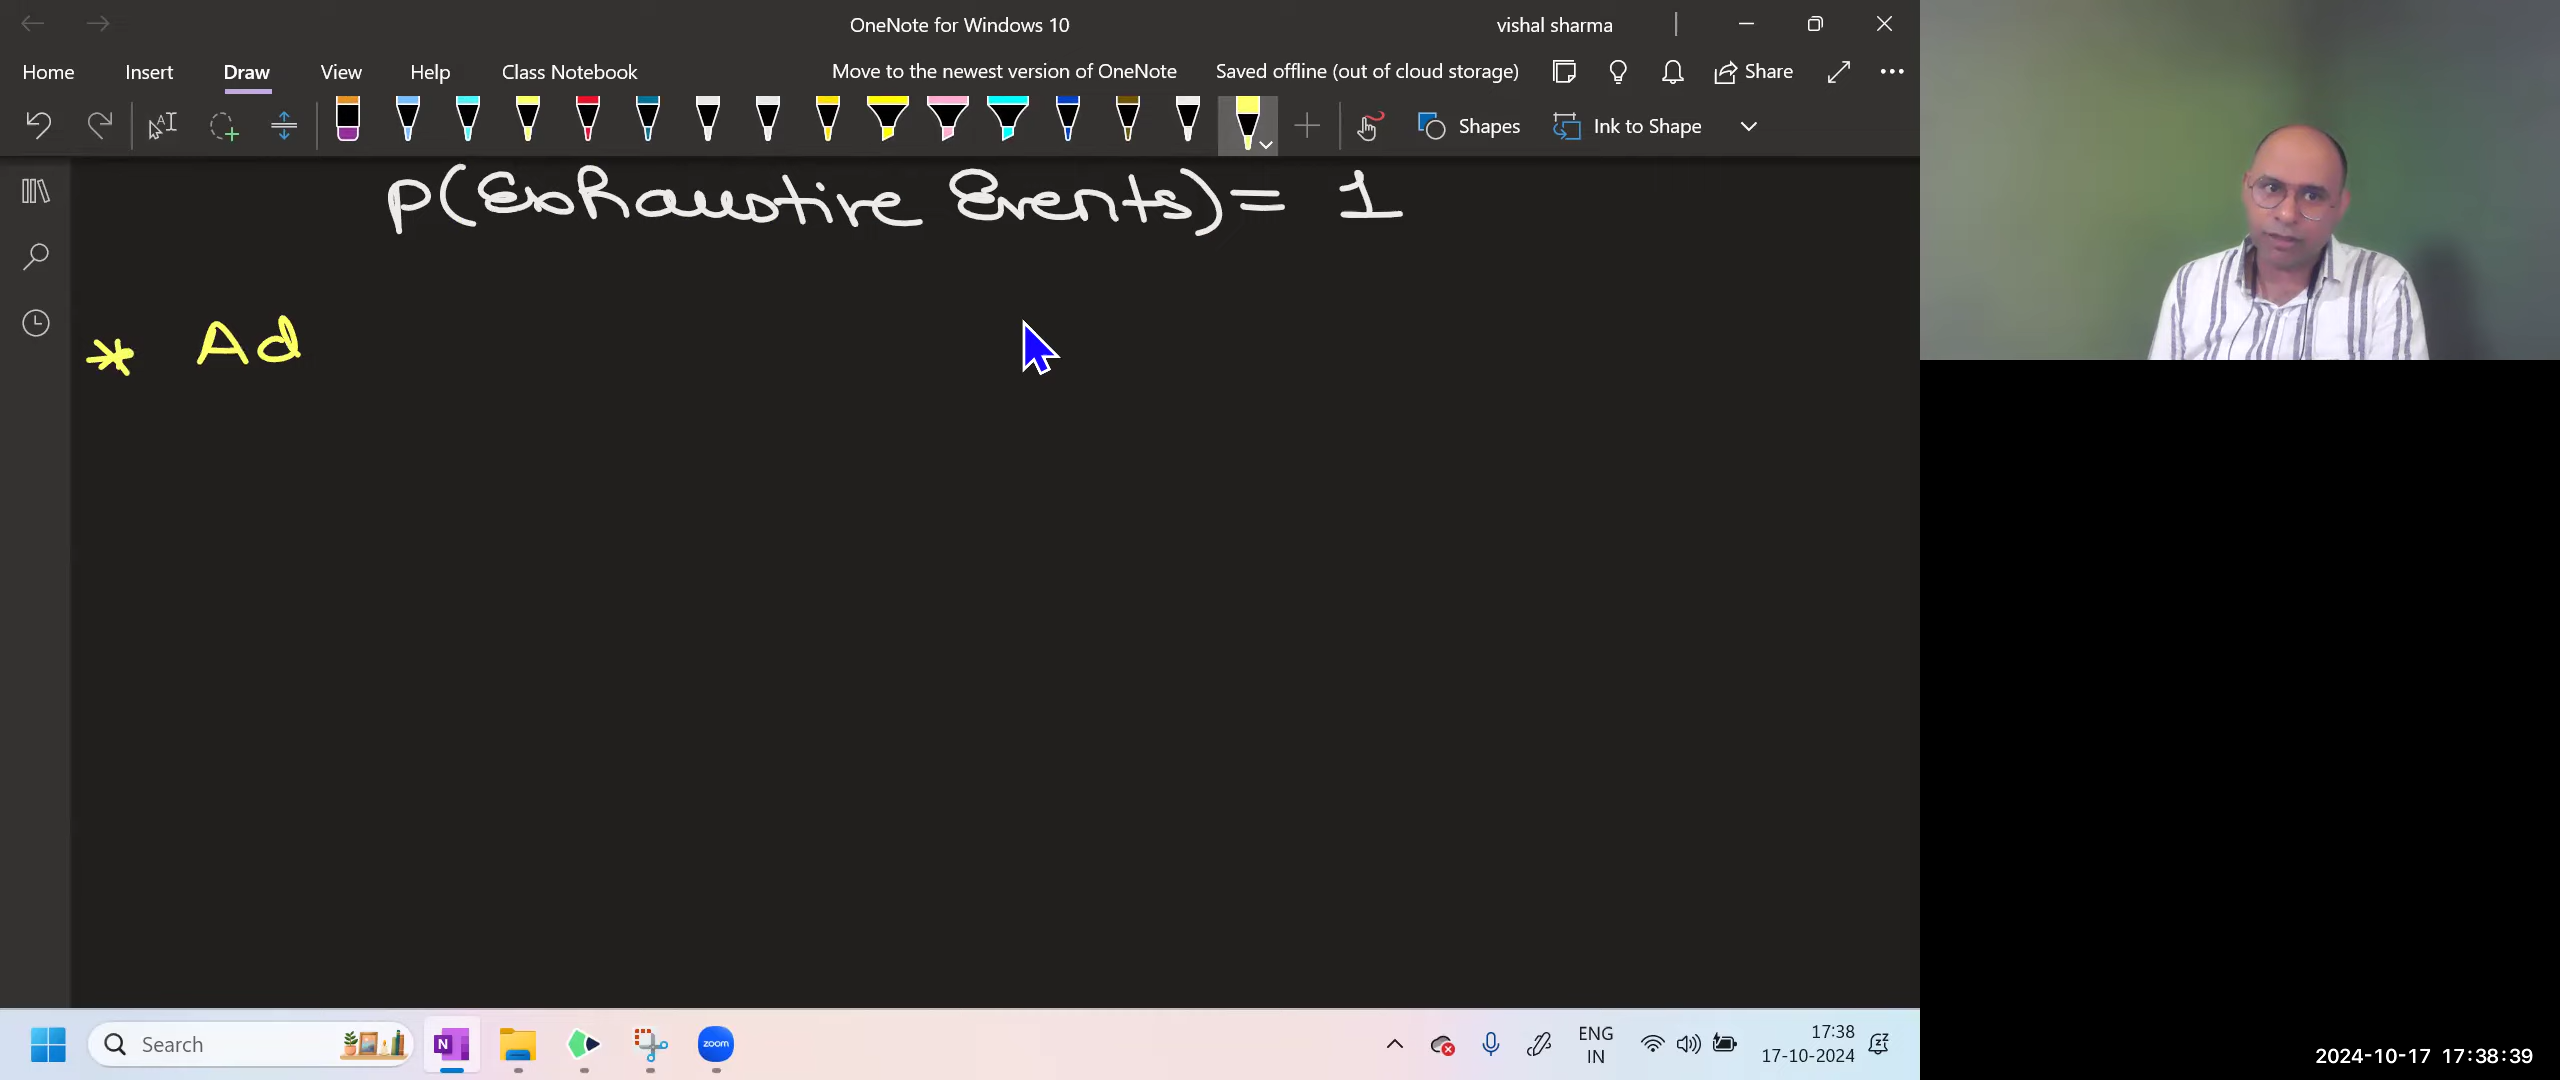 OneNote for Windows 10
vishal sharma
Home Insert Draw View Help Class Notebook Move to the newest version of OneNote Saved offline (out of cloud storage) Share
Shapes Ink to Shape
P(Exhaustive Events) = 1
* Ad
Search
zoom
ENG
IN
17:38
17-10-2024
2024-10-17 17:38:39